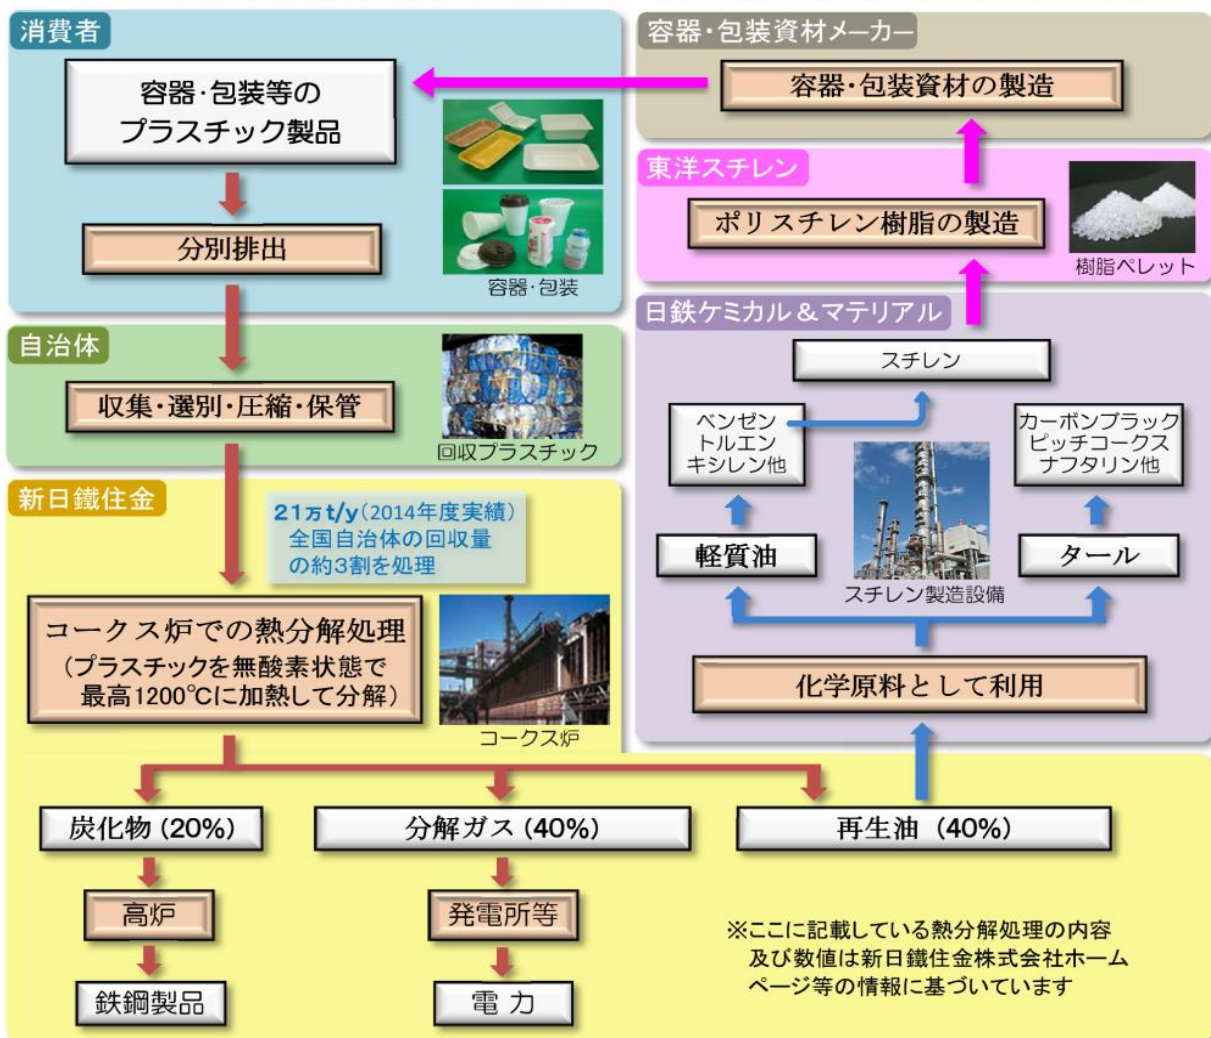 消費者
容器・包装等の
プラスチック製品
分別排出
容器・包装
自治体
収集・選別・圧縮・保管
回収プラスチック
新日鐵住金
21万t/y(2014年度実績)
全国自治体の回収量
の約3割を処理
コークス炉での熱分解処理
(プラスチックを無酸素状態で
最高1200℃に加熱して分解)
コークス炉
炭化物(20%)
分解ガス(40%)
再生油(40%)
高炉
発電所等
鉄鋼製品
電力
※ここに記載している熱分解処理の内容
及び数値は新日鐵住金株式会社ホーム
ページ等の情報に基づいています
容器・包装資材メーカー
容器・包装資材の製造
東洋スチレン
ポリスチレン樹脂の製造
樹脂ペレット
日鉄ケミカル&マテリアル
スチレン
ベンゼン
トルエン
キシレン他
カーボンブラック
ピッチコークス
ナフタリン他
軽質油
タール
スチレン製造設備
化学原料として利用